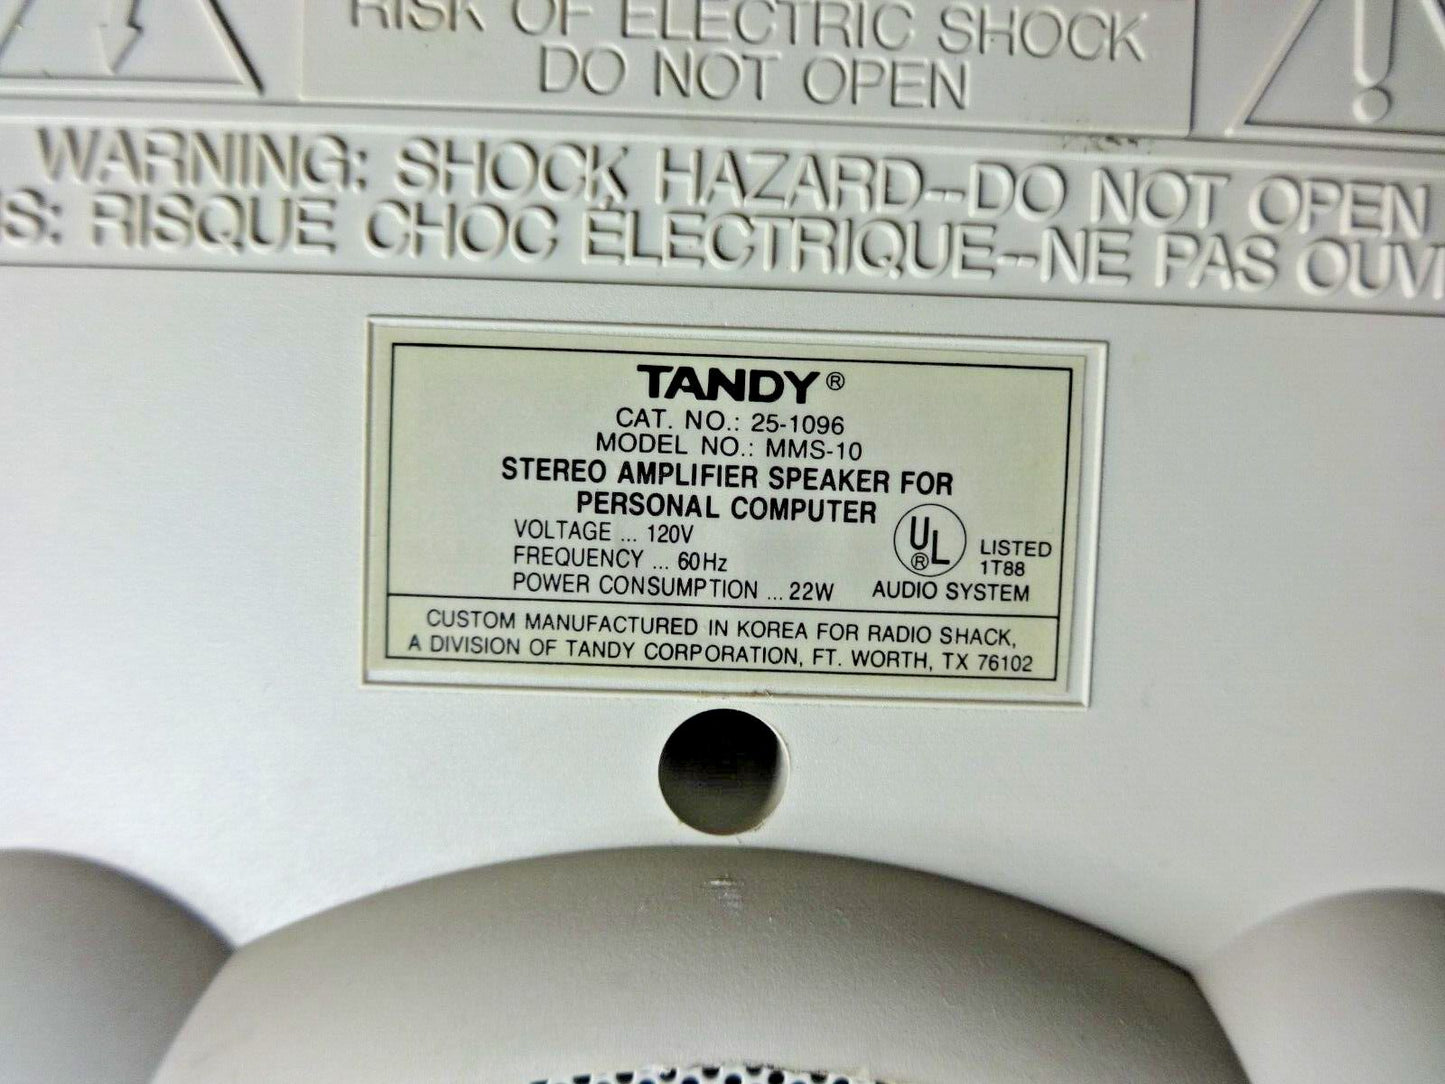 RISK OF ELECTRIC SHOCK
DO NOT OPEN
WARNING: SHOCK HAZARD--DO NOT OPEN
RISQUE CHOC ÉLECTRIQUE--NE PAS
TANDY®
CAT. NO.: 25-1096
MODEL NO.: MMS-10
STEREO AMPLIFIER SPEAKER FOR
PERSONAL COMPUTER
VOLTAGE ... 120V
FREQUENCY ... 60Hz
POWER CONSUMPTION ... 22W
UL®
LISTED
1T88
AUDIO SYSTEM
CUSTOM MANUFACTURED IN KOREA FOR RADIO SHACK,
A DIVISION OF TANDY CORPORATION, FT. WORTH, TX 76102